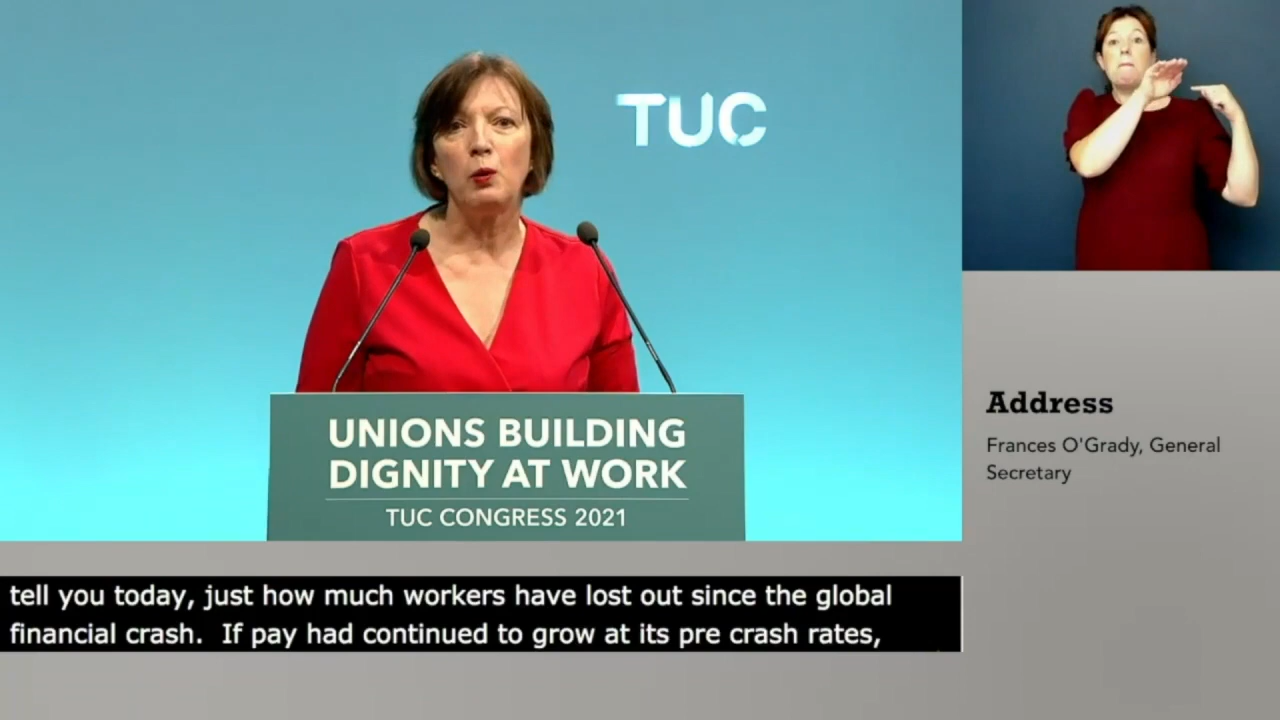 TUC
UNIONS BUILDING
DIGNITY AT WORK
TUC CONGRESS 2021
Address
Frances O'Grady, General
Secretary
tell you today, just how much workers have lost out since the global
financial crash.  If pay had continued to grow at its pre crash rates,